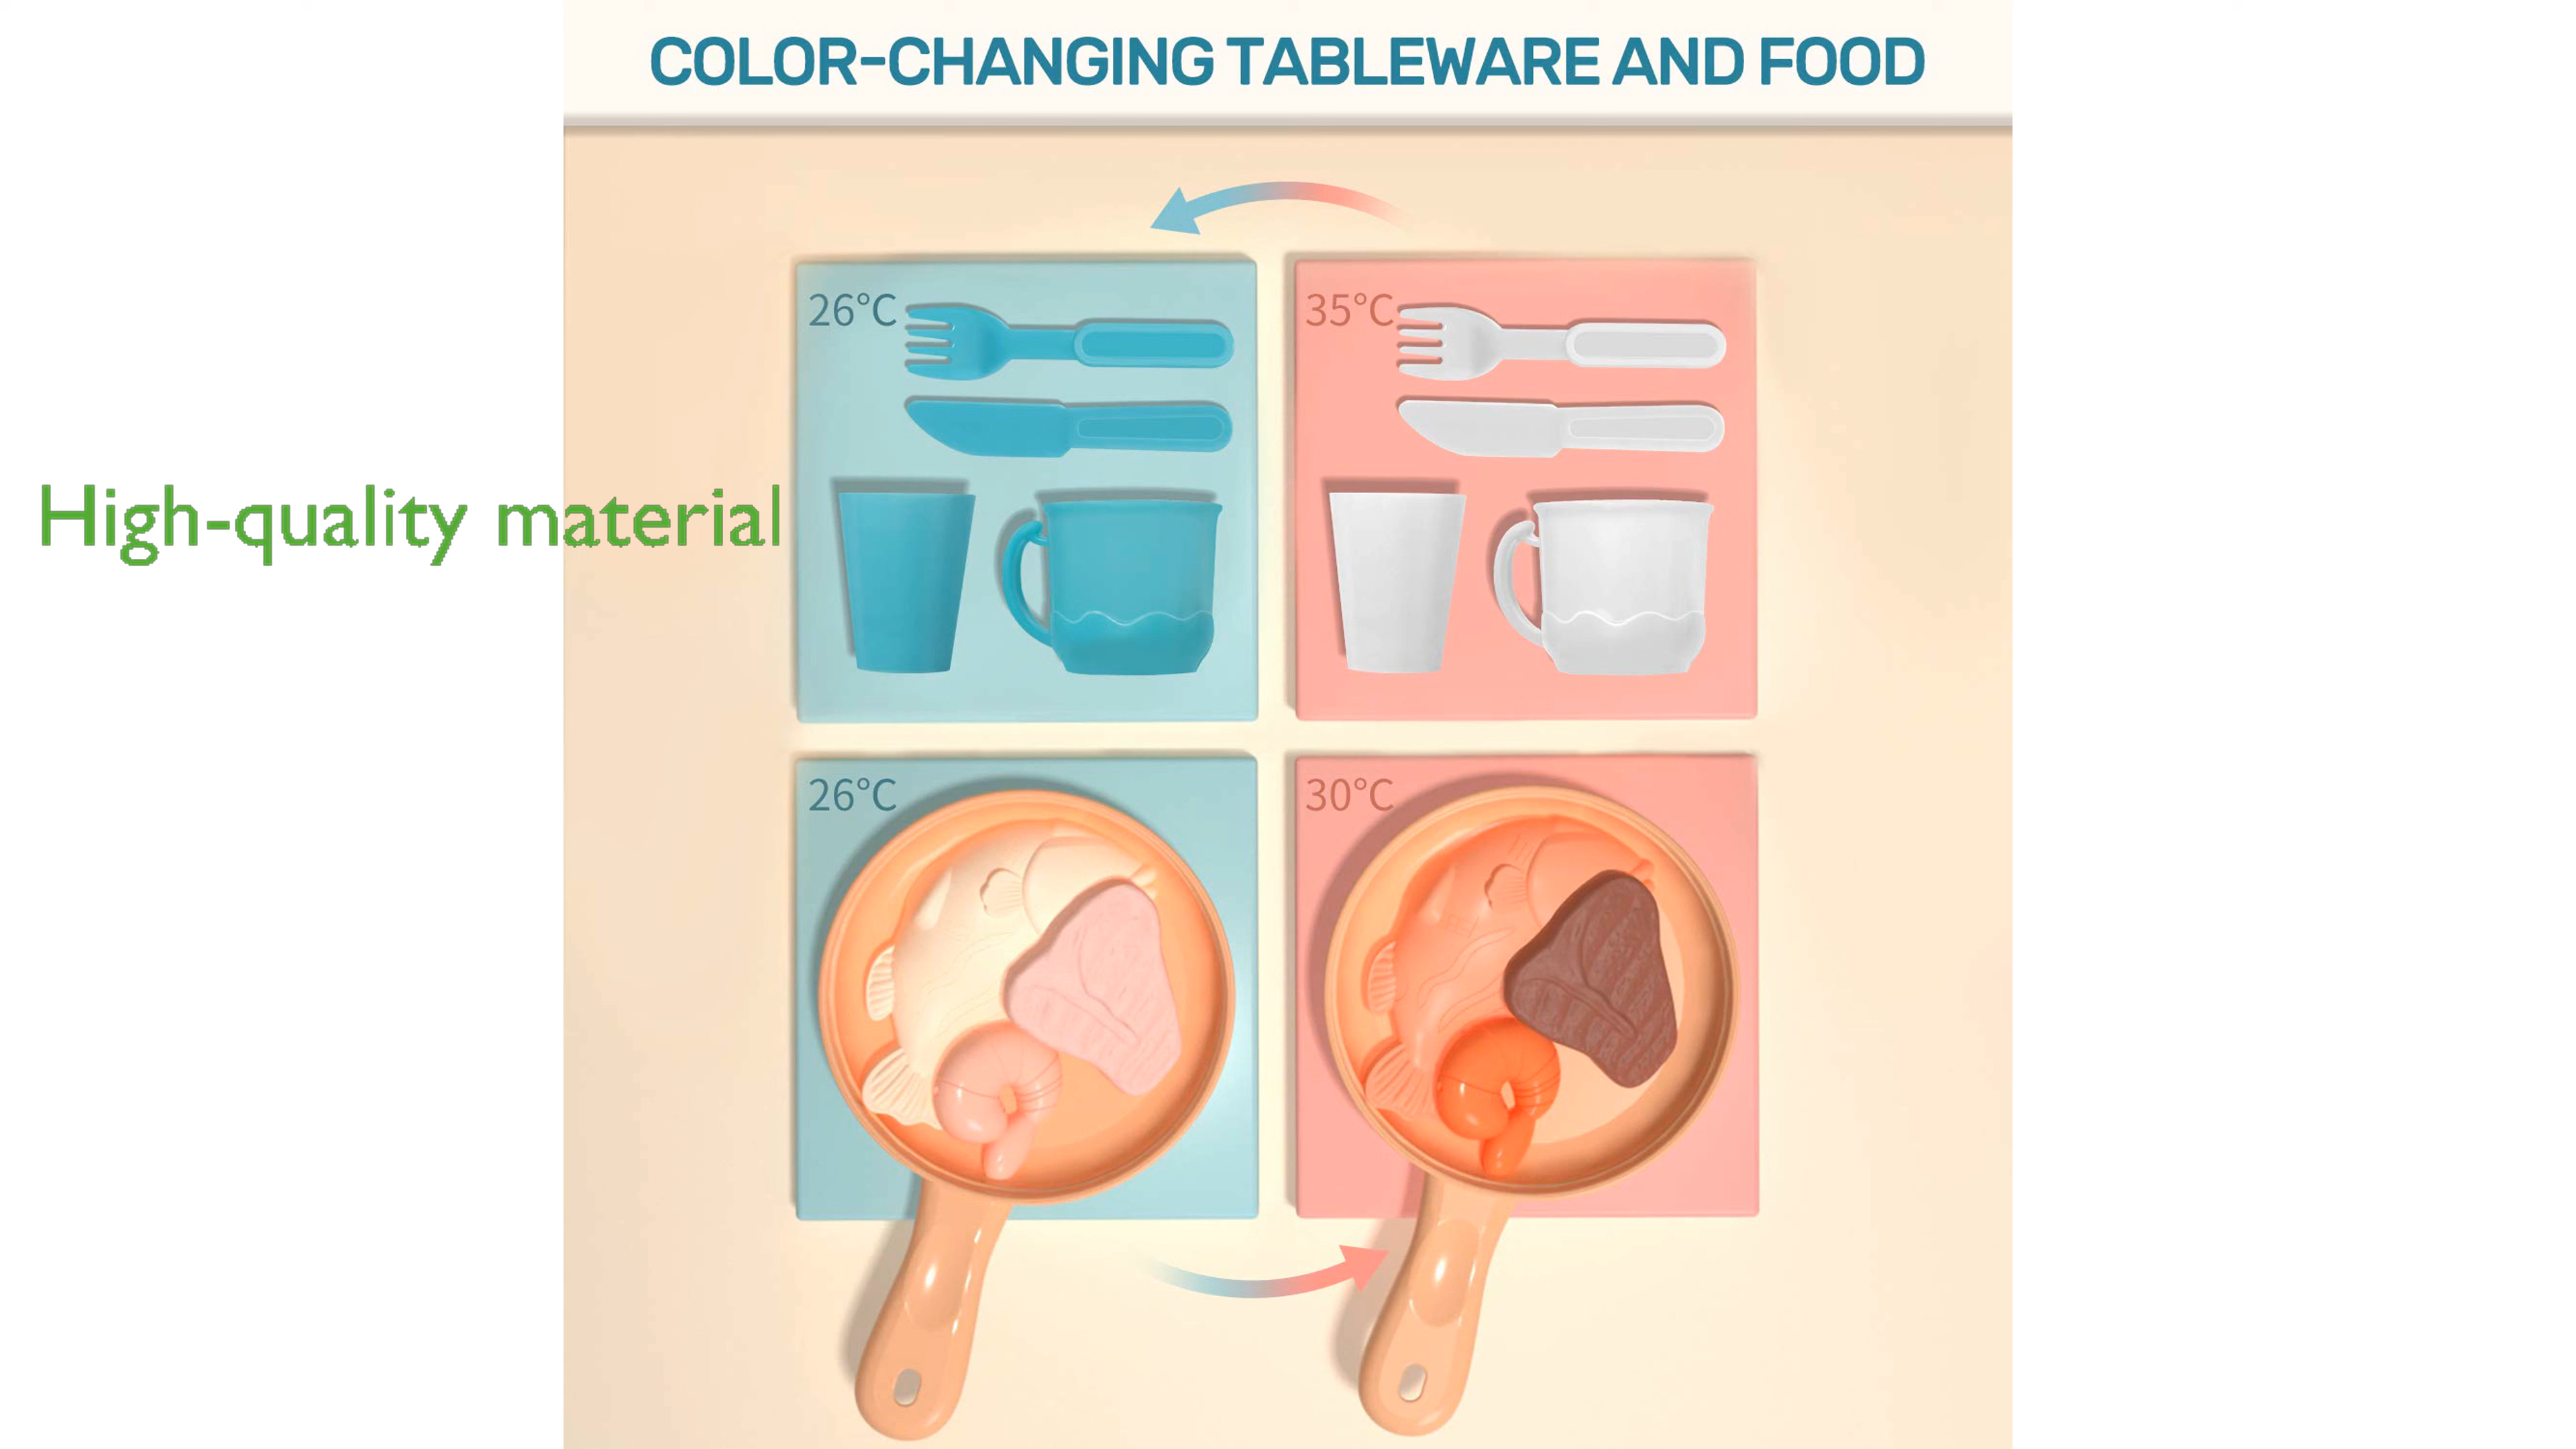 COLOR-CHANGING TABLEWARE AND FOOD
26°C
35°C
High-quality material
26°C
30°C